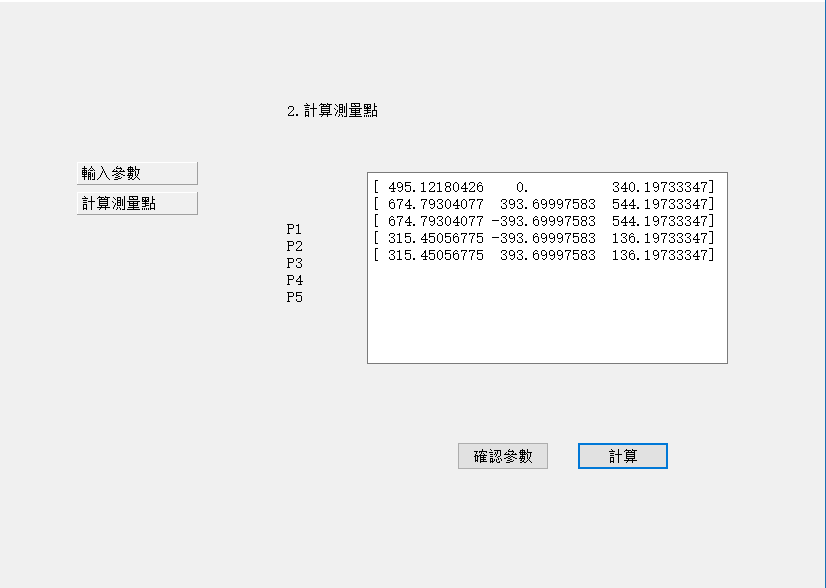 2.計算測量點
輸入參數
計算測量點
[ 495.12180426    0.          340.19733347]
[ 674.79304077  393.69997583  544.19733347]
[ 674.79304077 -393.69997583  544.19733347]
[ 315.45056775 -393.69997583  136.19733347]
[ 315.45056775  393.69997583  136.19733347]
P1
P2
P3
P4
P5
確認參數
計算